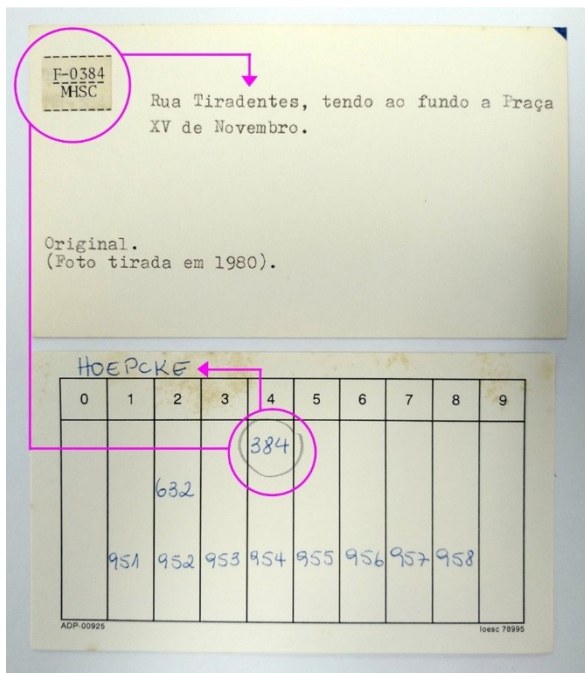 F-0384
MHSC
Rua Tiradentes, tendo ao fundo a Praça
XV de Novembro.
Original.
(Foto tirada em 1980).
HOEPCKE
0 1 2 3 4 5 6 7 8 9
384
632
951 952 953 954 955 956 957 958
ADP-00925 Ioesc 78995